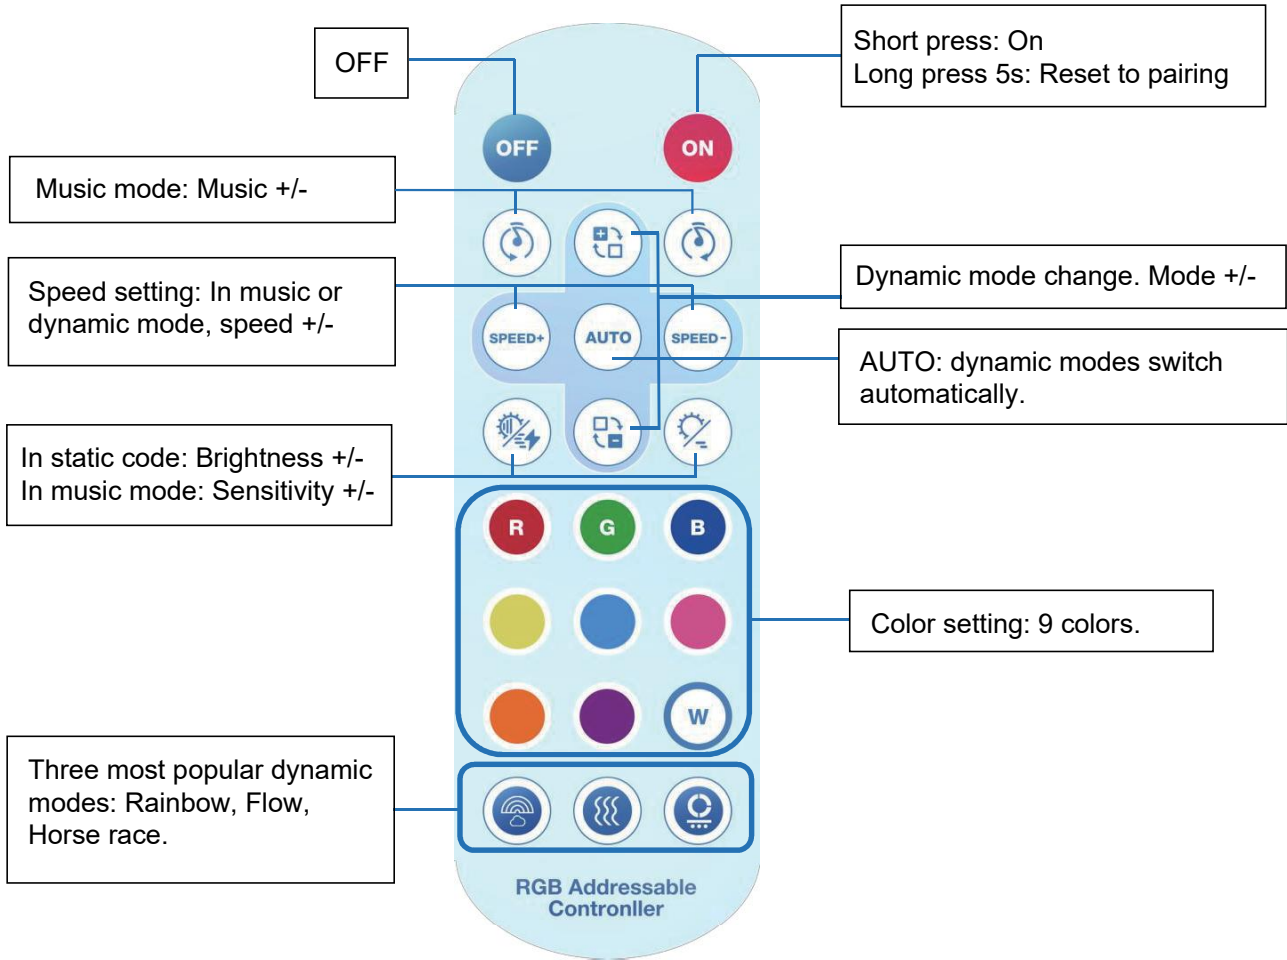 OFF
Short press: On
Long press 5s: Reset to pairing
OFF
ON
Music mode: Music +/-
Speed setting: In music or
dynamic mode, speed +/-
Dynamic mode change. Mode +/-
SPEED+
AUTO
SPEED-
AUTO: dynamic modes switch
automatically.
In static code: Brightness +/-
In music mode: Sensitivity +/-
R
G
B
Color setting: 9 colors.
W
Three most popular dynamic
modes: Rainbow, Flow,
Horse race.
RGB Addressable
Contronller